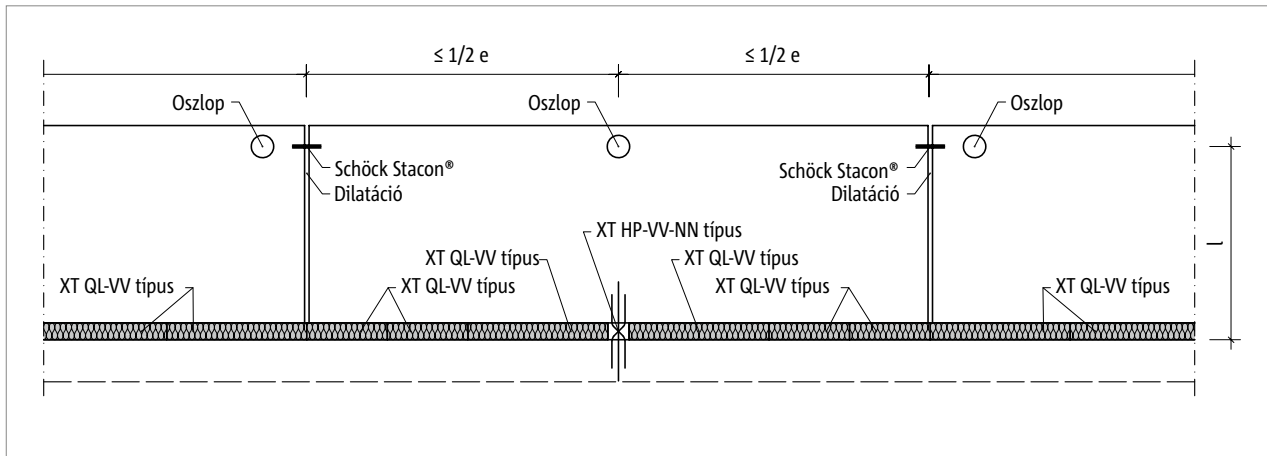 ≤ 1/2 e
≤ 1/2 e
Oszlop
Oszlop
Oszlop
Schöck Stacon®
Dilatáció
Schöck Stacon®
Dilatáció
XT HP-VV-NN típus
XT QL-VV típus
XT QL-VV típus
XT QL-VV típus
XT QL-VV típus
XT QL-VV típus
XT QL-VV típus
l